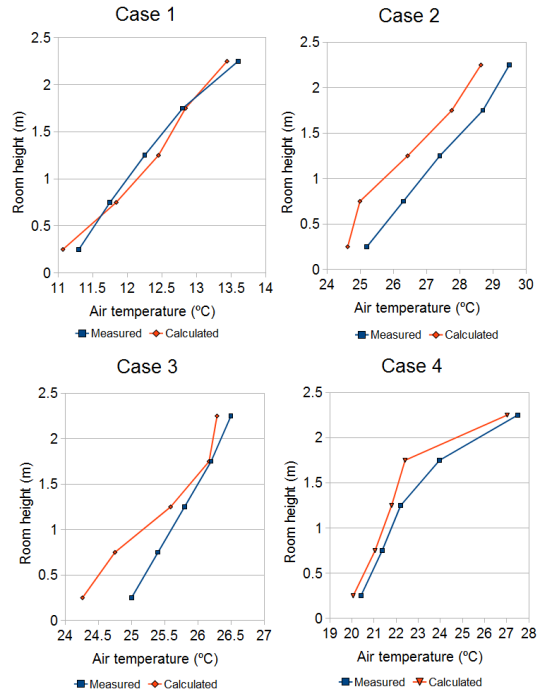 Case 1
2.5
2
1.5
1
0.5
0
Room height (m)
11 11.5 12 12.5 13 13.5 14
Air temperature (ºC)
Measured Calculated
Case 2
2.5
2
1.5
1
0.5
0
Room height (m)
24 25 26 27 28 29 30
Air temperature (ºC)
Measured Calculated
Case 3
2.5
2
1.5
1
0.5
0
Room height (m)
24 24.5 25 25.5 26 26.5 27
Air temperature (ºC)
Measured Calculated
Case 4
2.5
2
1.5
1
0.5
0
Room height (m)
19 20 21 22 23 24 25 26 27 28
Air temperature (ºC)
Measured Calculated